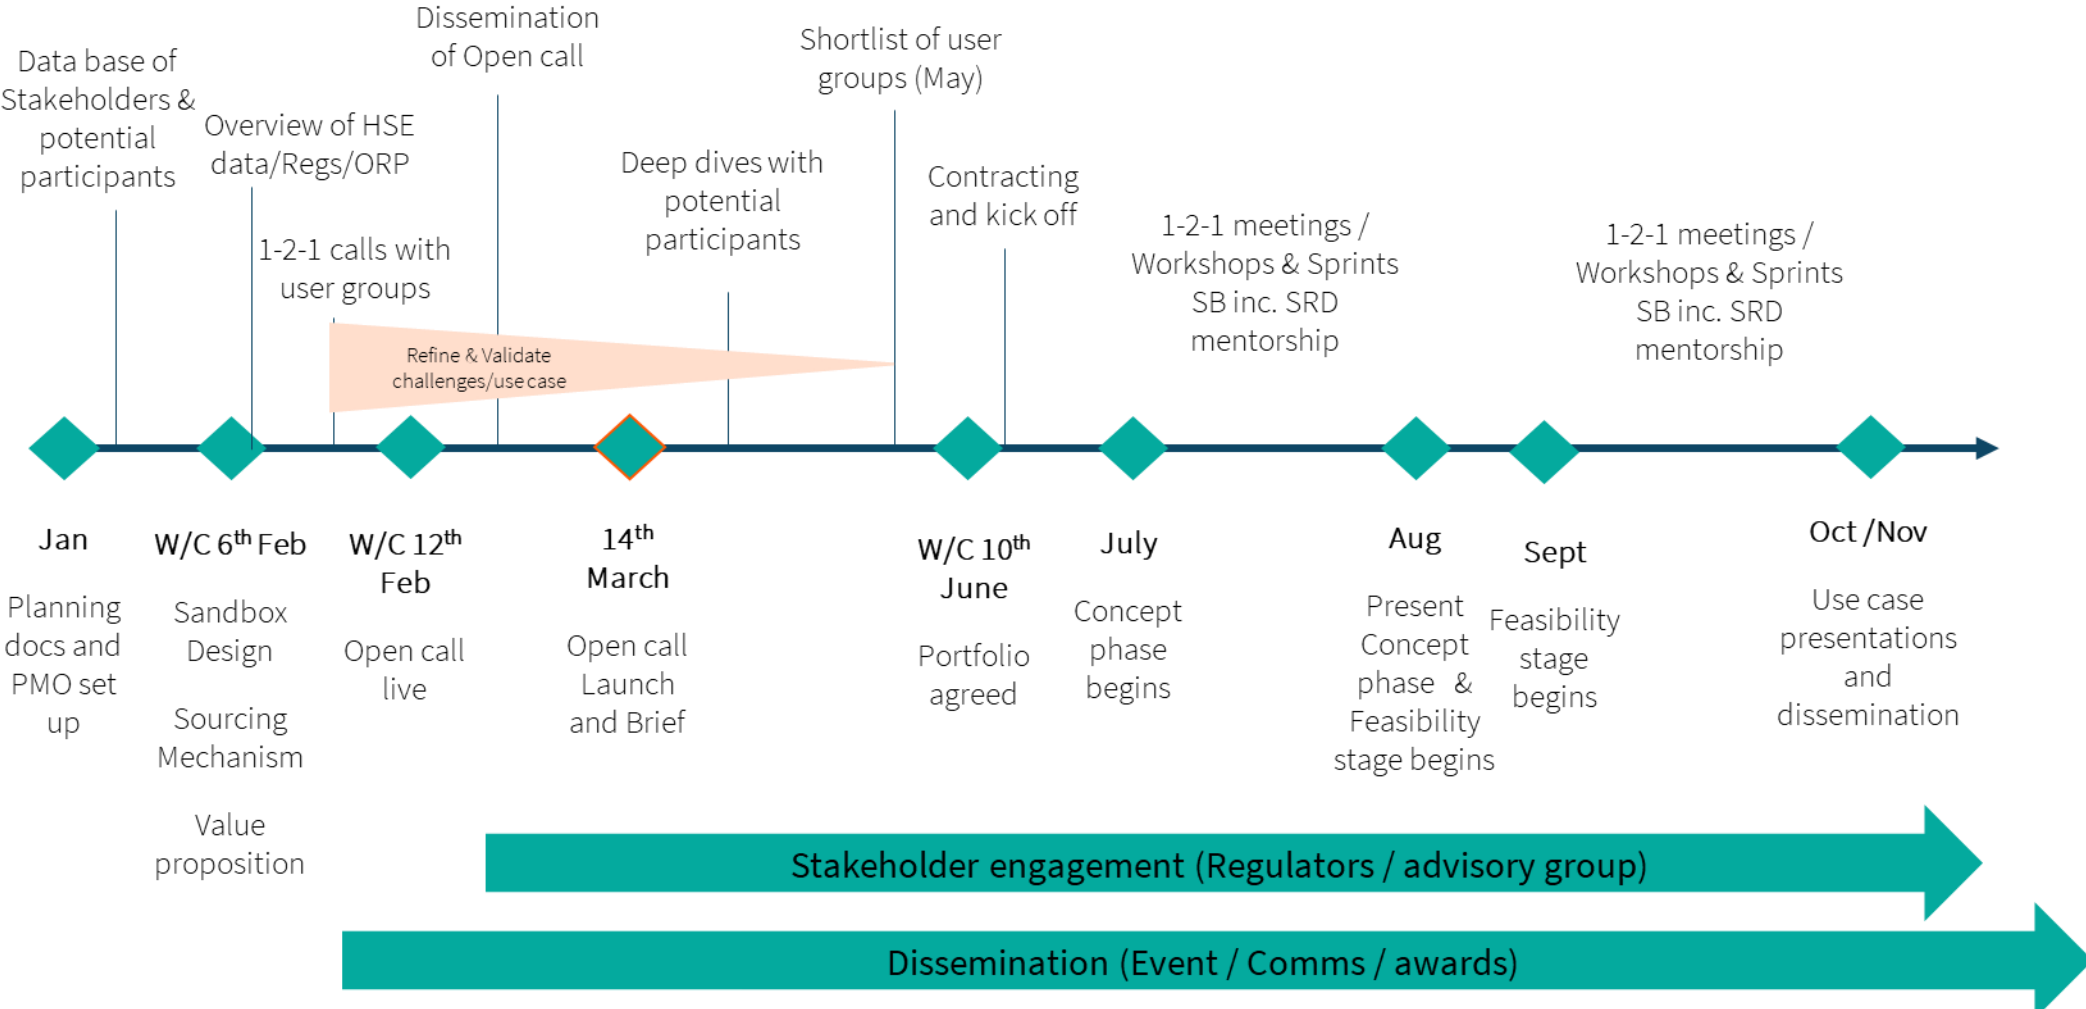 Data base of
Stakeholders &
potential
participants
Overview of HSE
data/Regs/ORP
1-2-1 calls with
user groups
Dissemination
of Open call
Deep dives with
potential
participants
Shortlist of user
groups (May)
Contracting
and kick off
1-2-1 meetings /
Workshops & Sprints
SB inc. SRD
mentorship
1-2-1 meetings /
Workshops & Sprints
SB inc. SRD
mentorship
Refine & Validate
challenges/use case
Jan
Planning
docs and
PMO set
up
W/C 6th Feb
Sandbox
Design
Sourcing
Mechanism
Value
proposition
W/C 12th
Feb
Open call
live
14th
March
Open call
Launch
and Brief
W/C 10th
June
Portfolio
agreed
July
Concept
phase
begins
Aug
Present
Concept
phase &
Feasibility
stage begins
Sept
Feasibility
stage
begins
Oct /Nov
Use case
presentations
and
dissemination
Stakeholder engagement (Regulators / advisory group)
Dissemination (Event / Comms / awards)